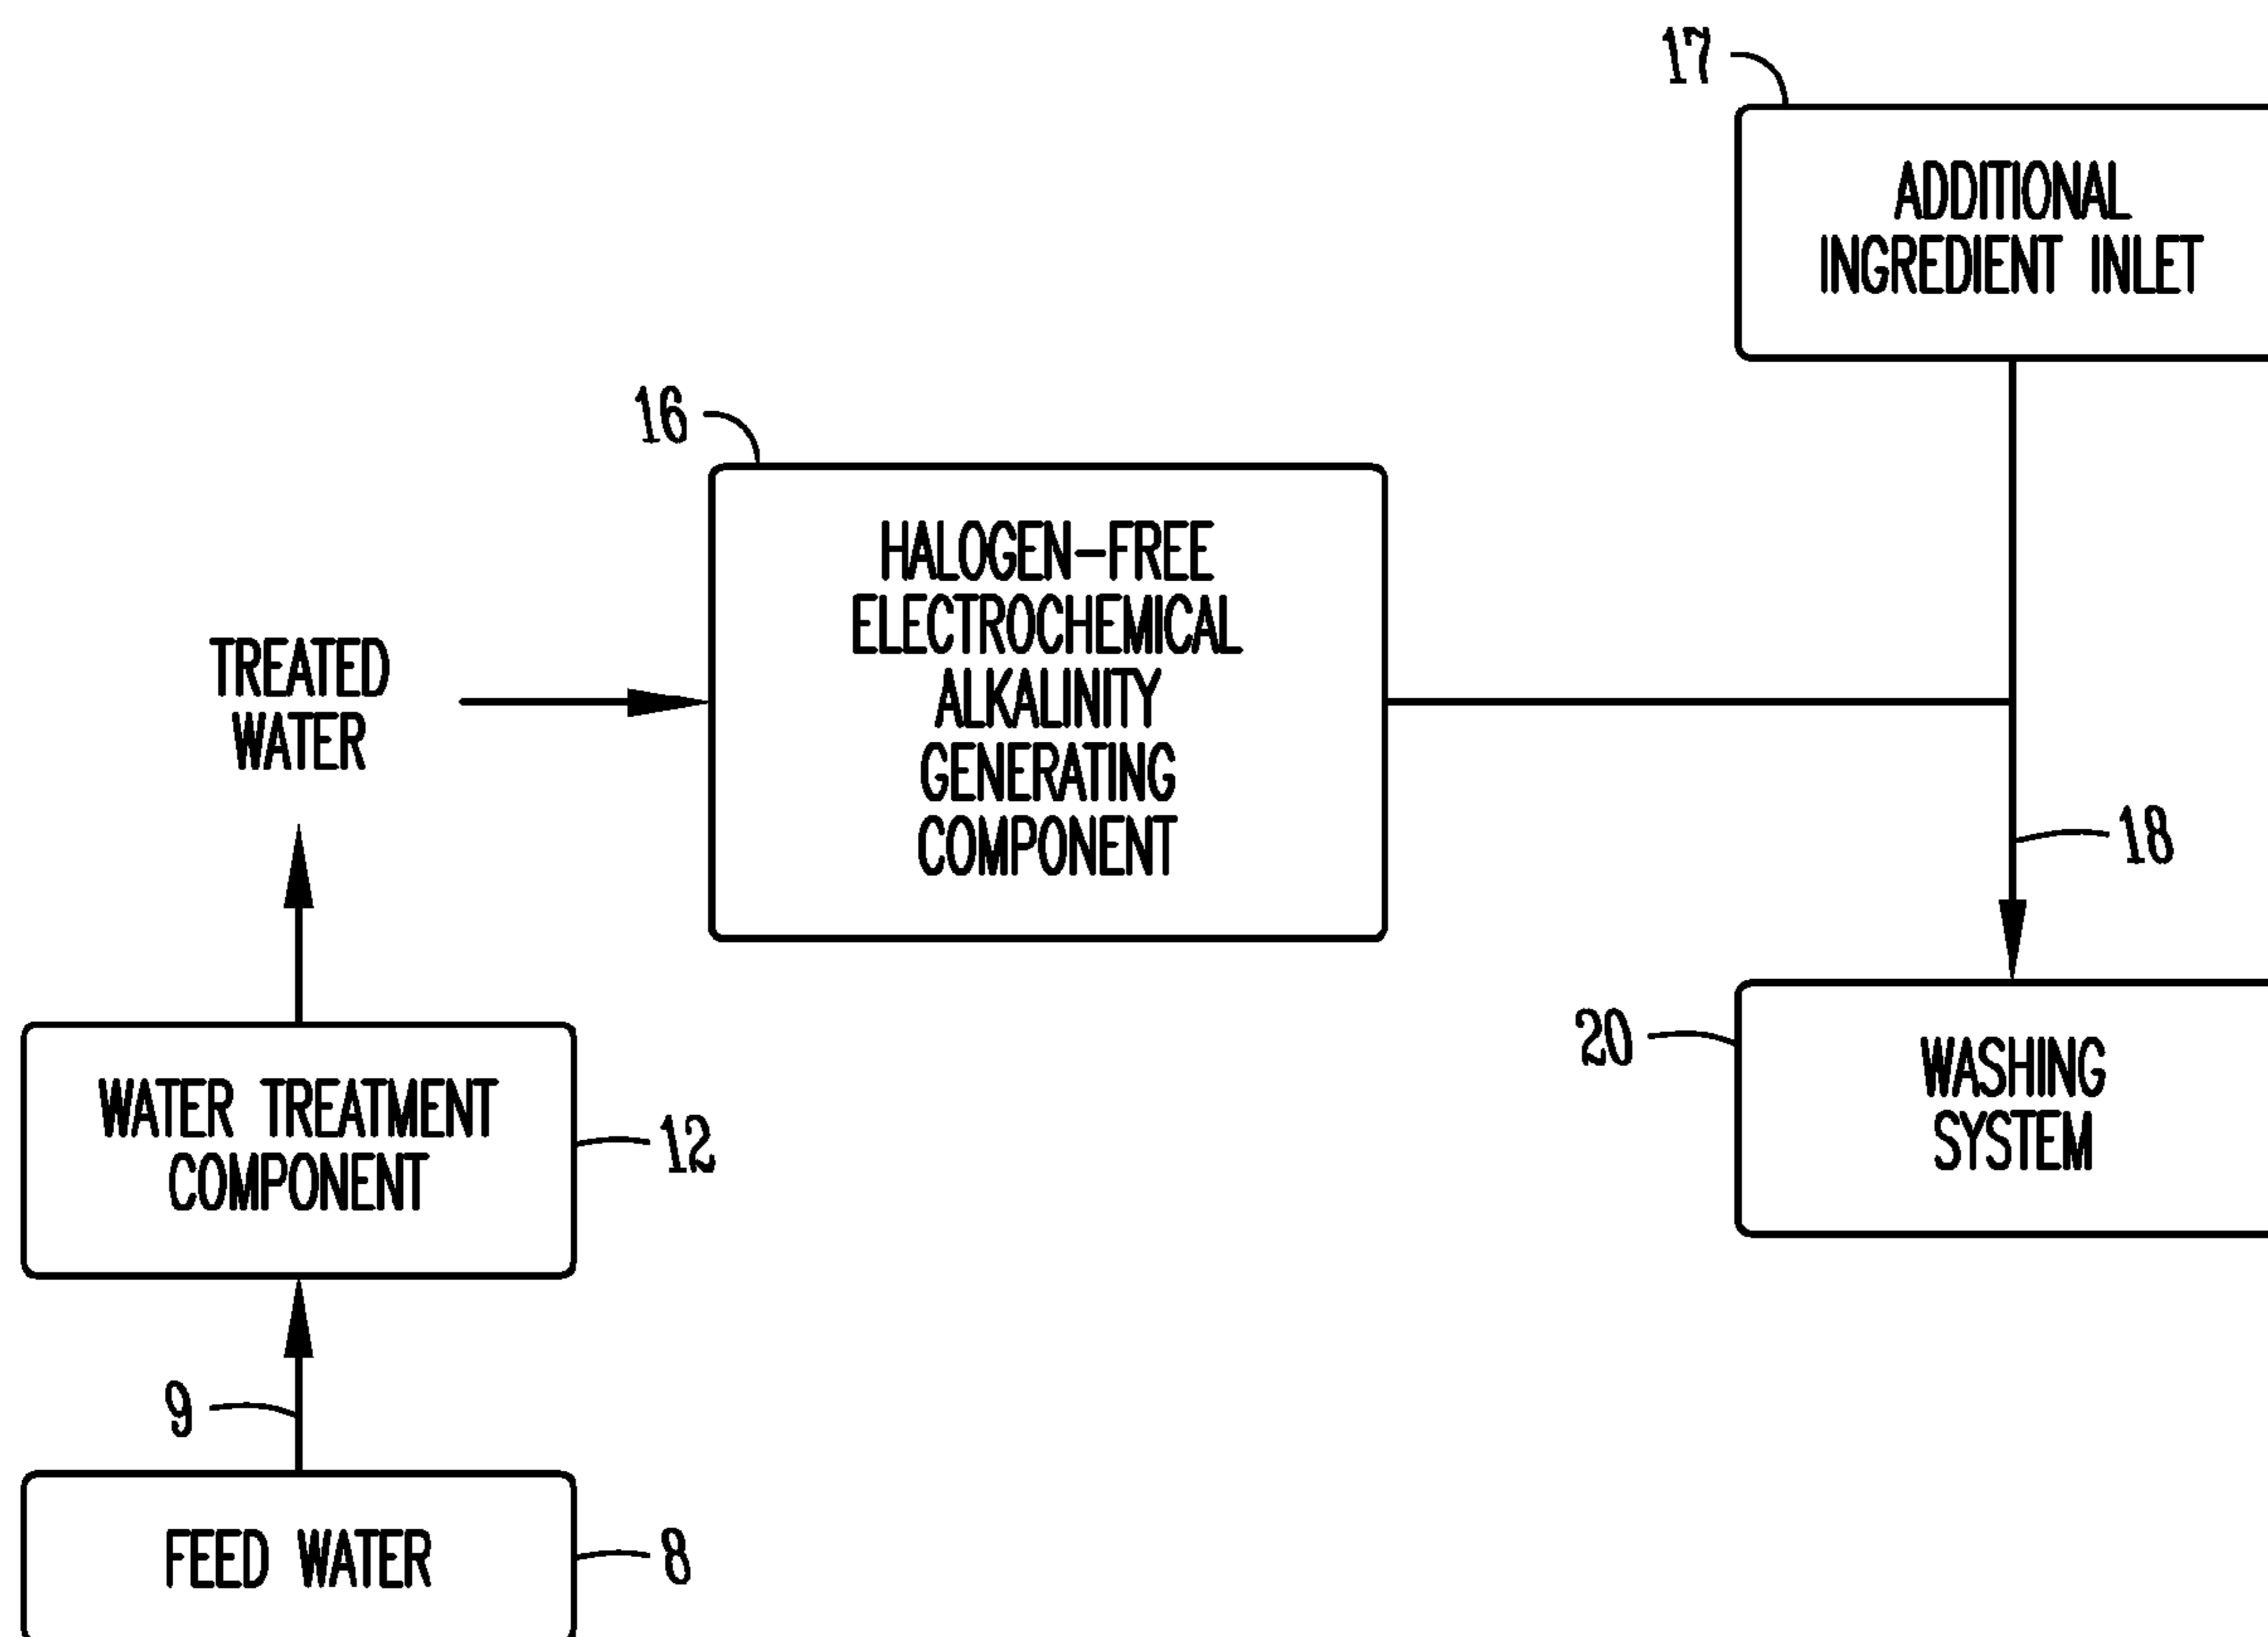 17
ADDITIONAL
INGREDIENT INLET
16
HALOGEN-FREE
ELECTROCHEMICAL
ALKALINITY
GENERATING
COMPONENT
TREATED
WATER
18
20
WASHING
SYSTEM
WATER TREATMENT
COMPONENT
12
9
FEED WATER
8